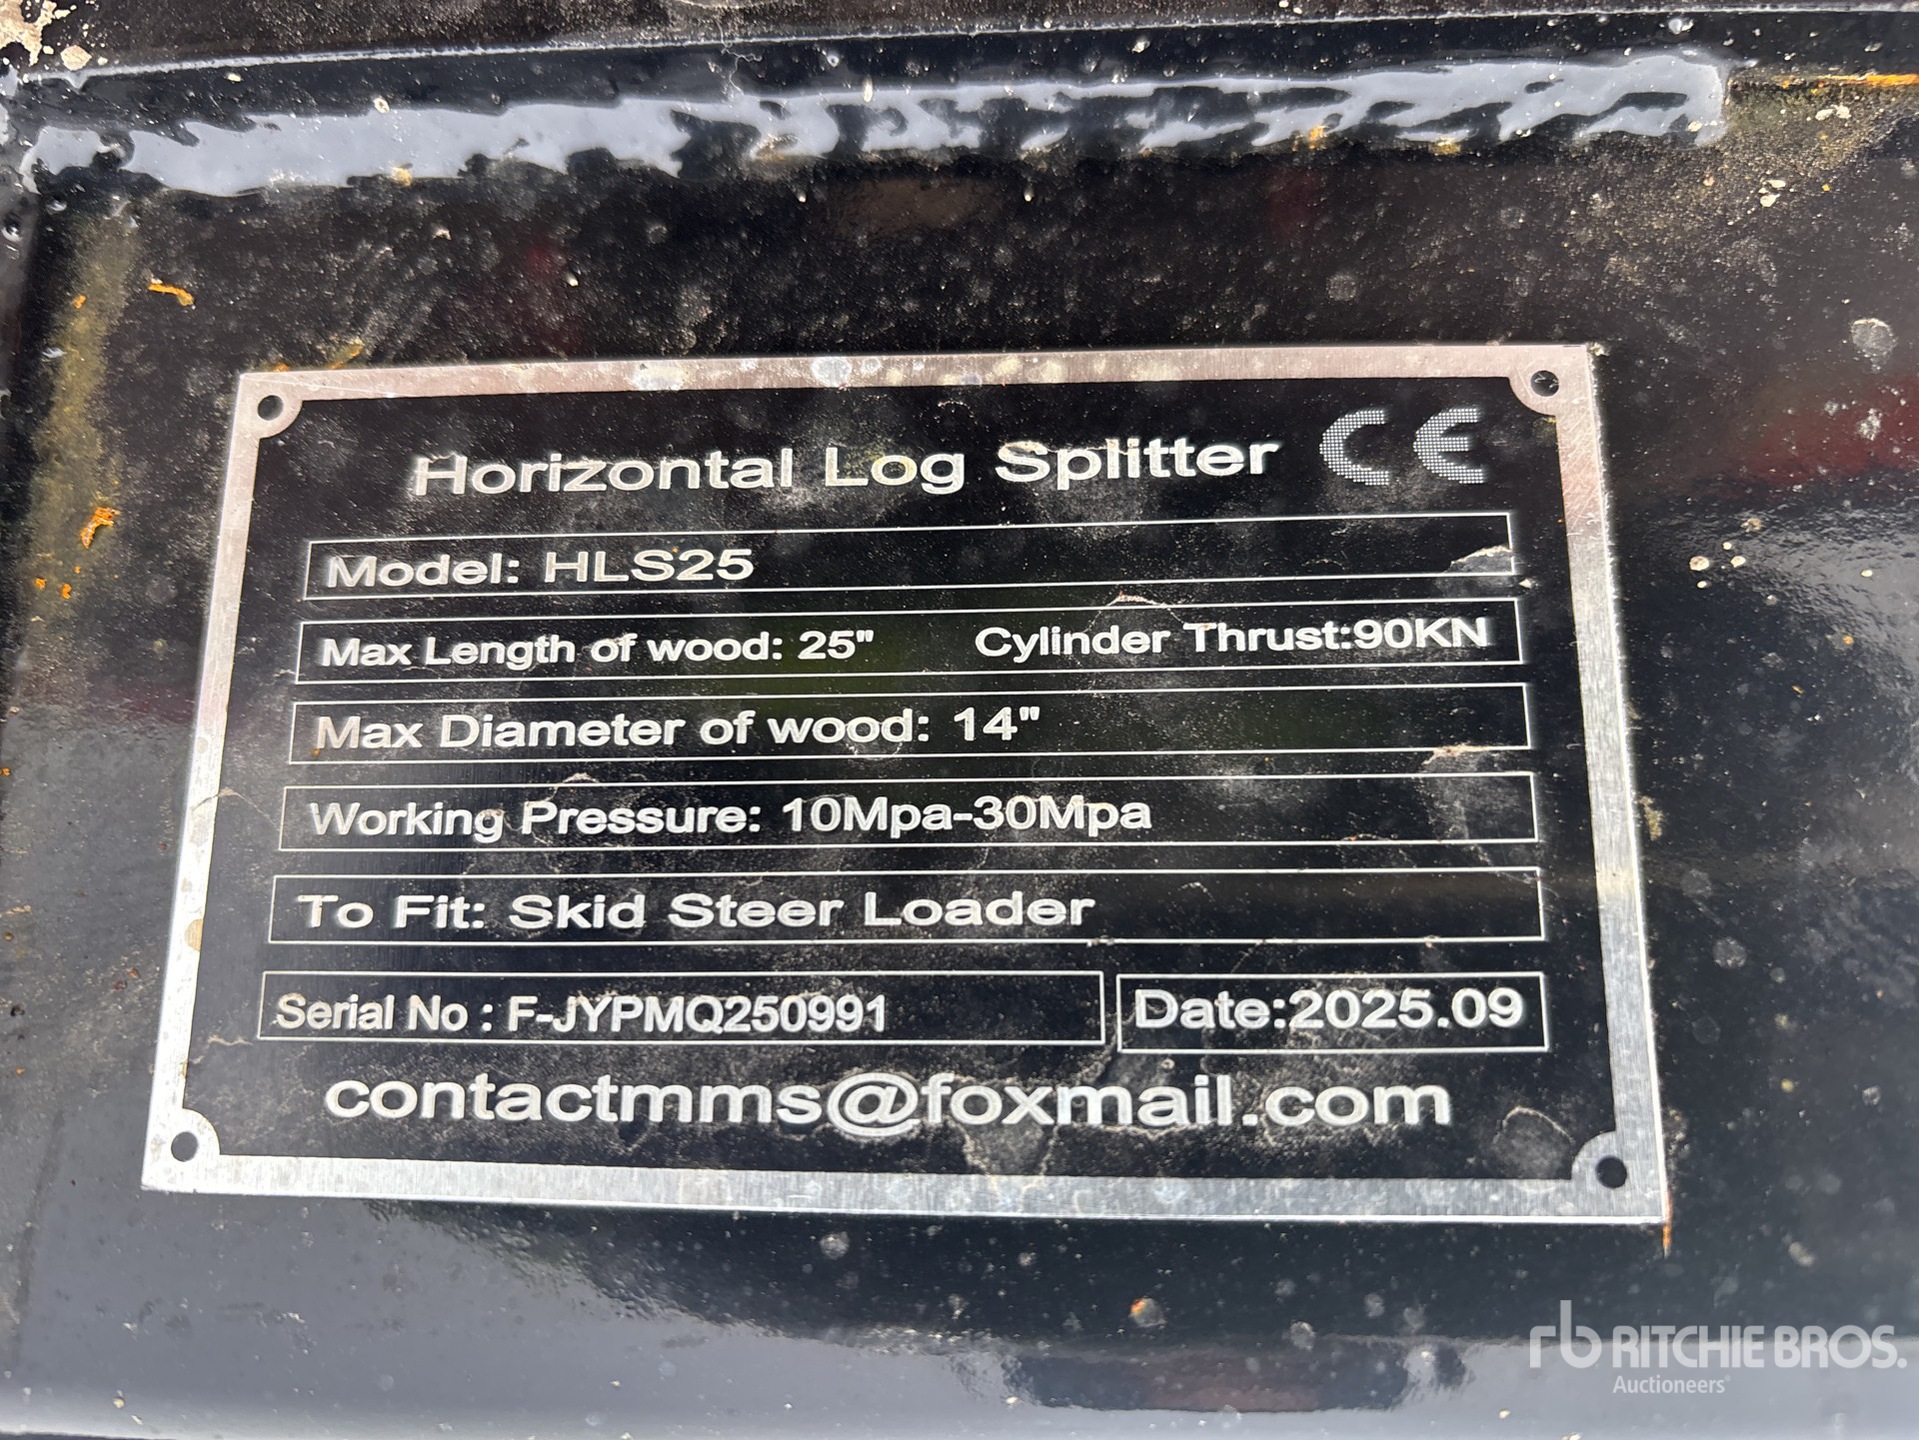 Horizontal Log Splitter CE
Model: HLS25
Max Length of wood: 25" Cylinder Thrust:90KN
Max Diameter of wood: 14"
Working Pressure: 10Mpa-30Mpa
To Fit: Skid Steer Loader
Serial No : F-JYPMQ250991 Date:2025.09
contactmms@foxmail.com
rb RITCHIE BROS.
Auctioneers